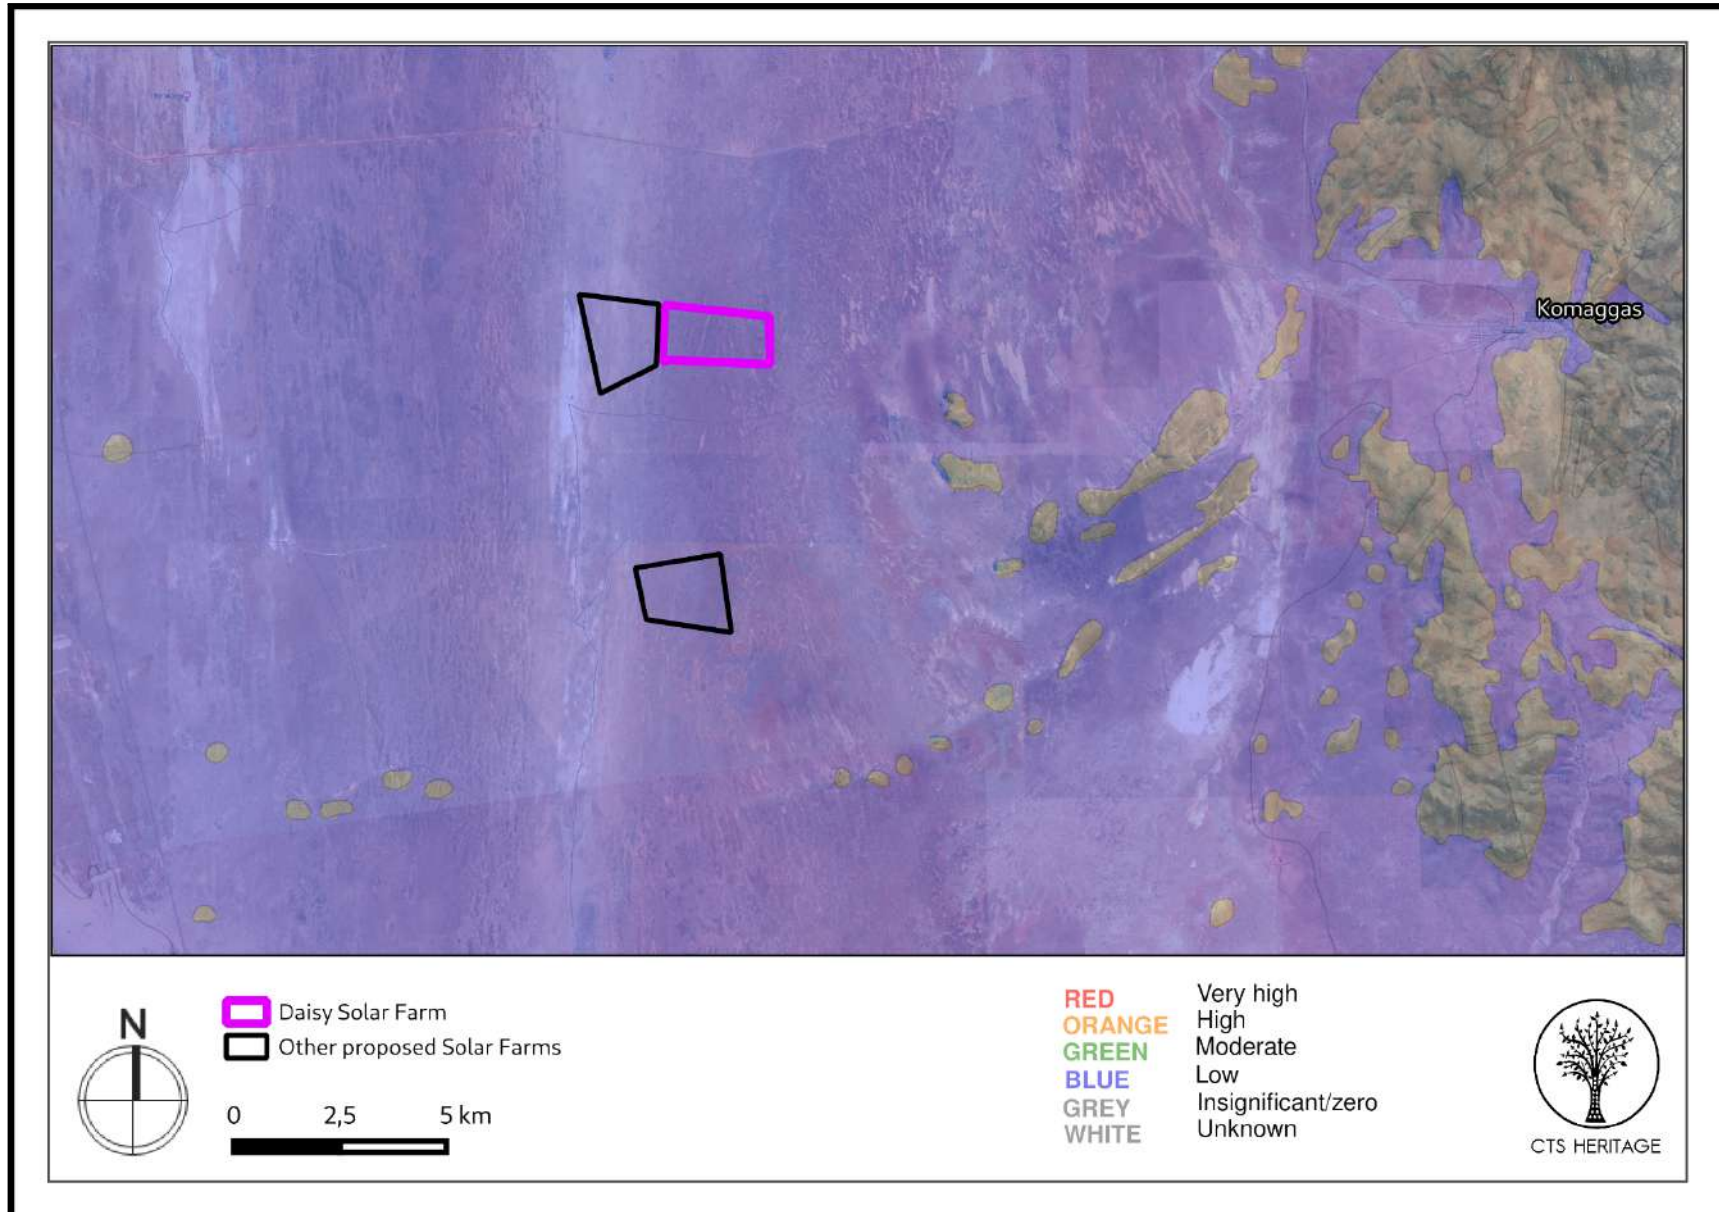 Komaggas
N
Daisy Solar Farm
Other proposed Solar Farms
0 2,5 5 km
RED Very high
ORANGE High
GREEN Moderate
BLUE Low
GREY Insignificant/zero
WHITE Unknown
CTS HERITAGE